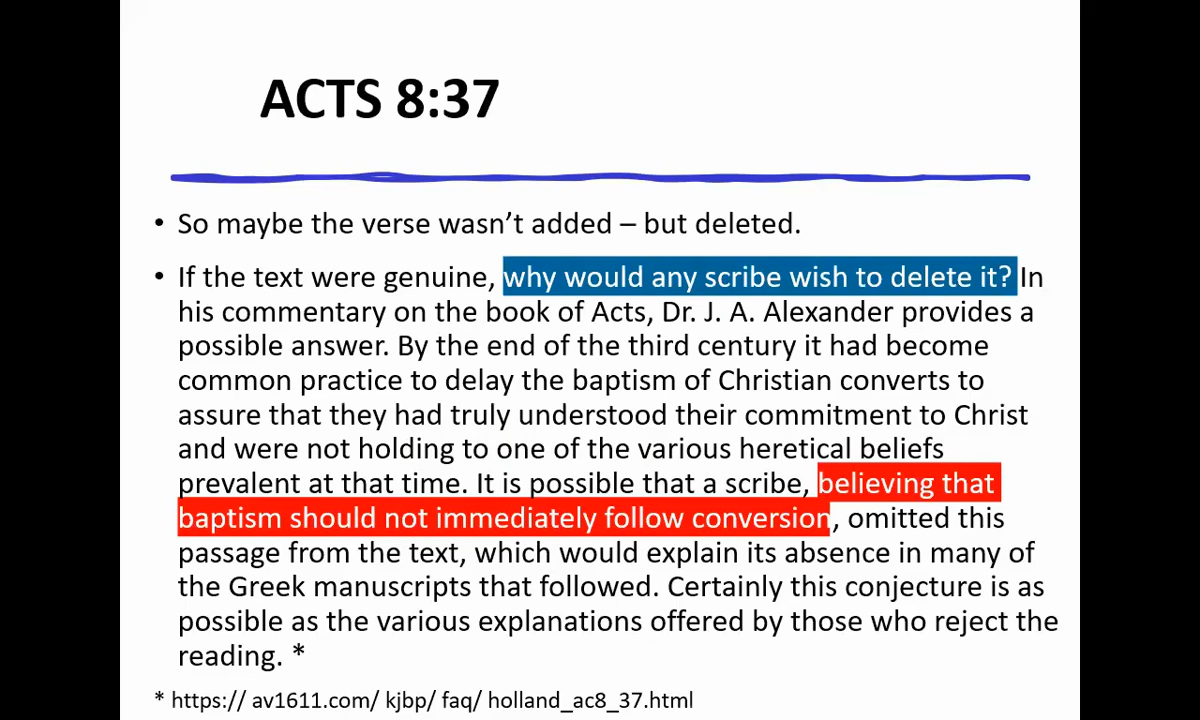 ACTS 8:37
• So maybe the verse wasn't added – but deleted.
• If the text were genuine, why would any scribe wish to delete it? In
his commentary on the book of Acts, Dr. J. A. Alexander provides a
possible answer. By the end of the third century it had become
common practice to delay the baptism of Christian converts to
assure that they had truly understood their commitment to Christ
and were not holding to one of the various heretical beliefs
prevalent at that time. It is possible that a scribe, believing that
baptism should not immediately follow conversion, omitted this
passage from the text, which would explain its absence in many of
the Greek manuscripts that followed. Certainly this conjecture is as
possible as the various explanations offered by those who reject the
reading. *
* https:// av1611.com/ kjbp/ faq/ holland_ac8_37.html